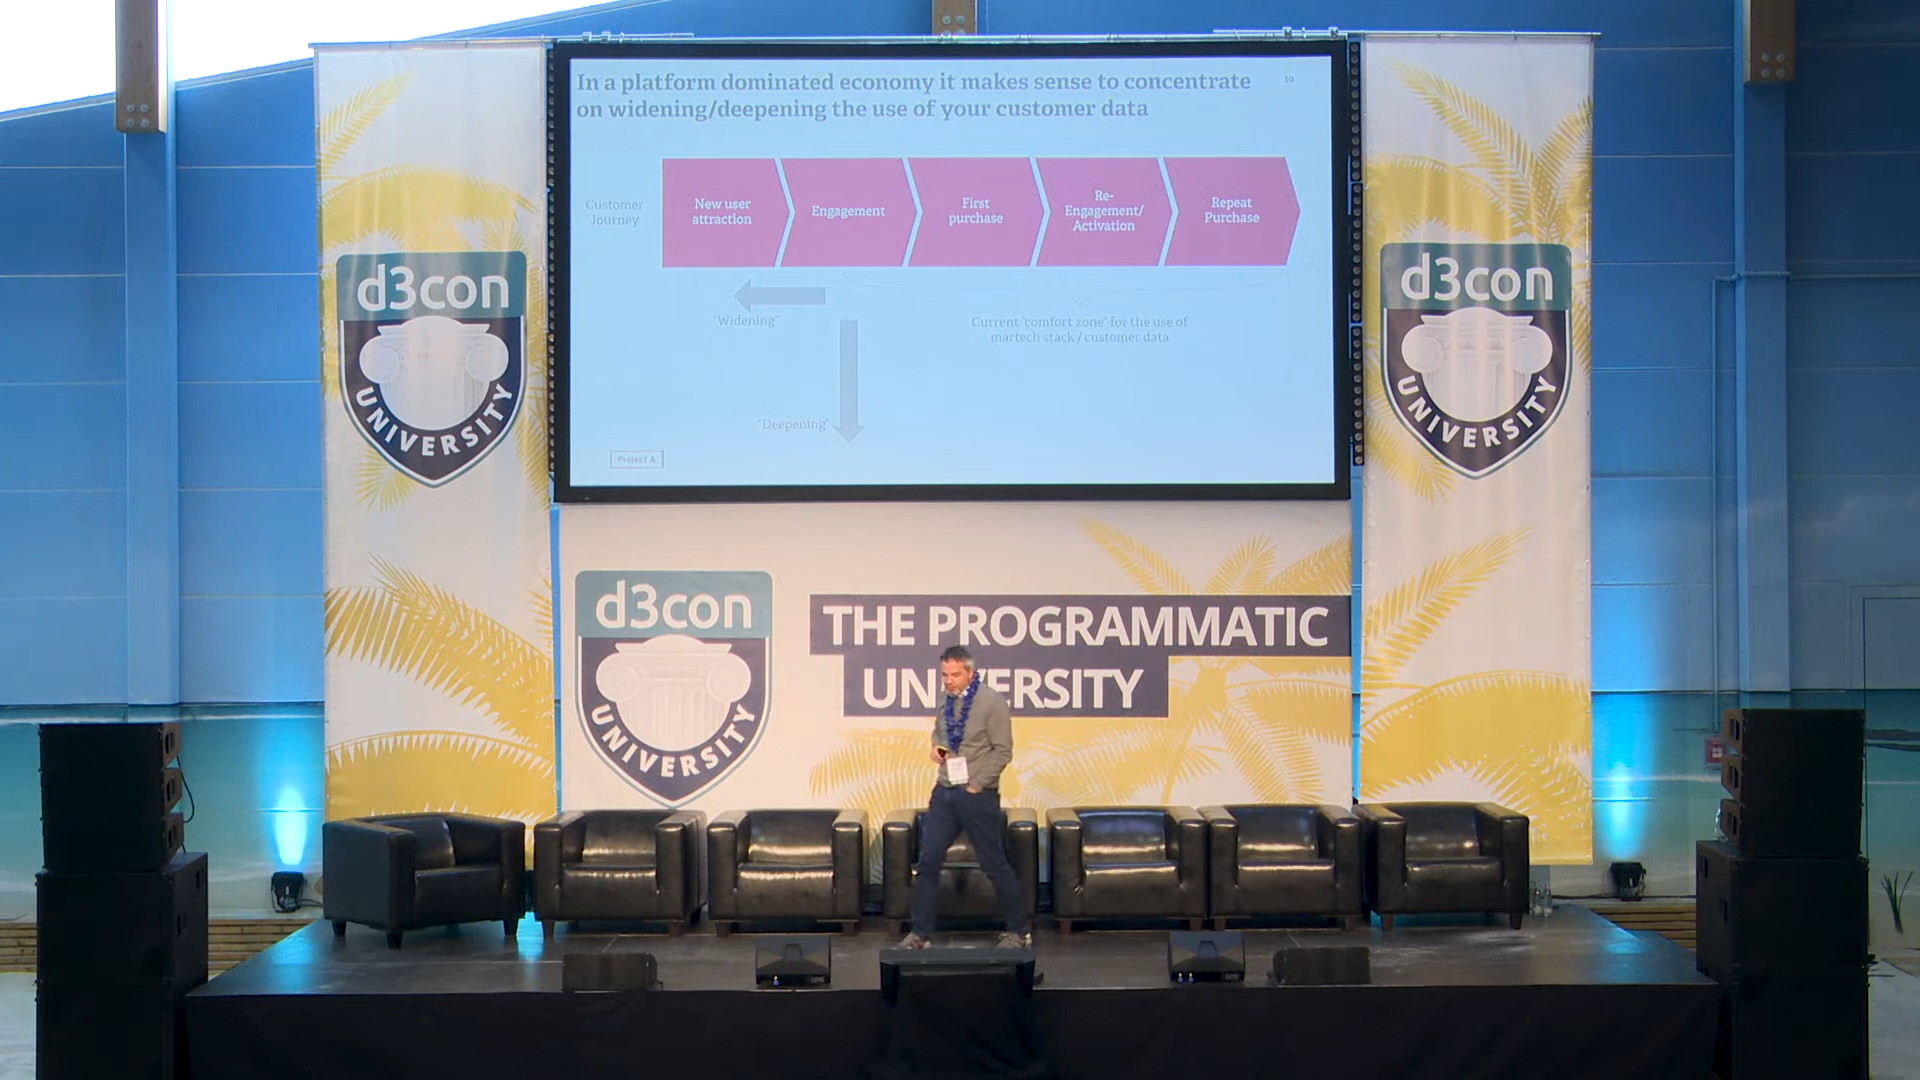 In a platform dominated economy it makes sense to concentrate
on widening/deepening the use of your customer data
10
Customer
Journey
New user
attraction
Engagement
First
purchase
Re-
Engagement/
Activation
Repeat
Purchase
"Widening"
Current "comfort zone" for the use of
martech stack / customer data
"Deepening"
Project A
d3con
UNIVERSITY
d3con
UNIVERSITY
d3con
UNIVERSITY
THE PROGRAMMATIC
UNIVERSITY